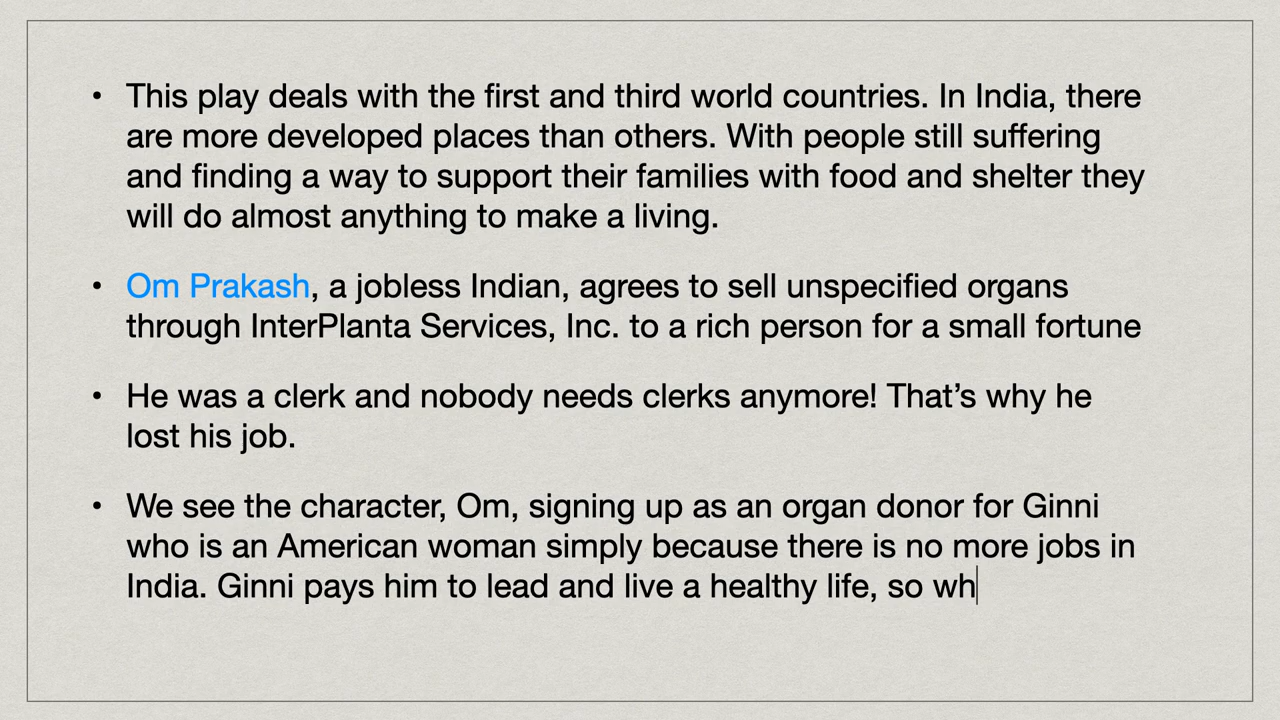 • This play deals with the first and third world countries. In India, there
are more developed places than others. With people still suffering
and finding a way to support their families with food and shelter they
will do almost anything to make a living.
• Om Prakash, a jobless Indian, agrees to sell unspecified organs
through InterPlanta Services, Inc. to a rich person for a small fortune
• He was a clerk and nobody needs clerks anymore! That’s why he
lost his job.
• We see the character, Om, signing up as an organ donor for Ginni
who is an American woman simply because there is no more jobs in
India. Ginni pays him to lead and live a healthy life, so wh